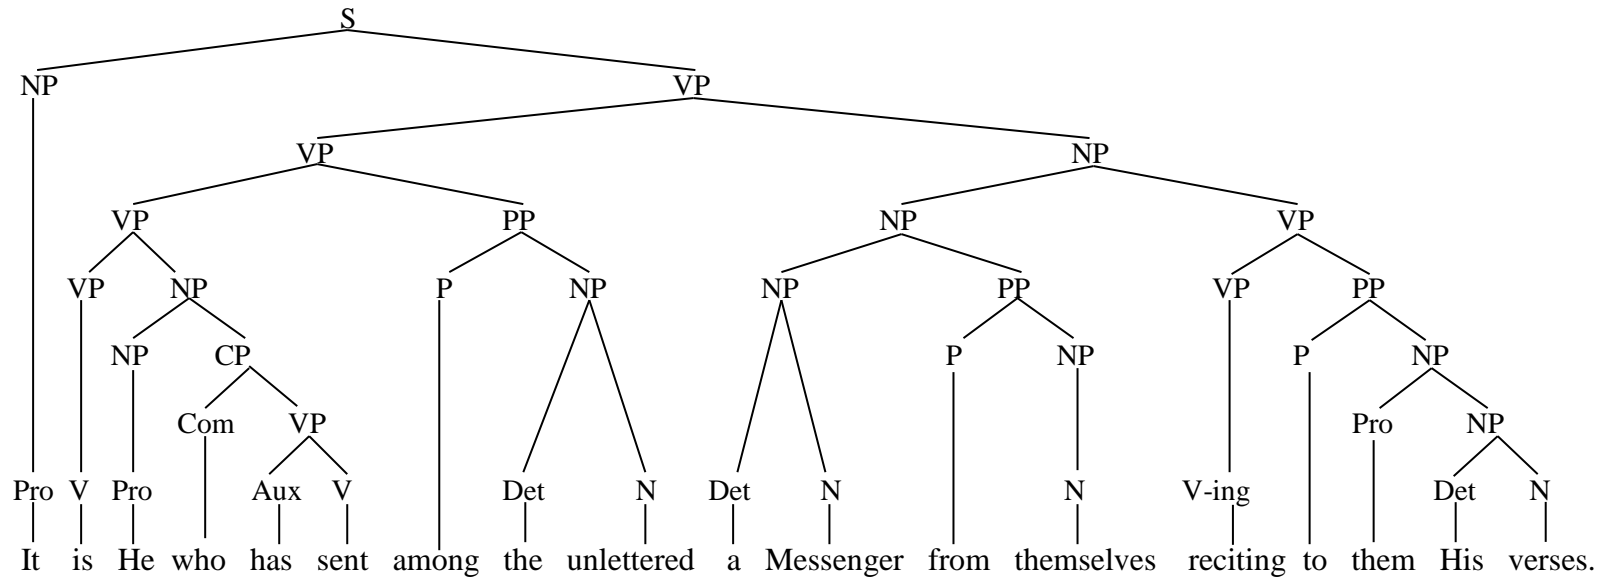 S
NP VP
VP NP
VP PP NP VP
VP NP P NP NP PP VP PP
NP CP P NP P NP
Com VP Pro NP
Pro V Pro Aux V Det N Det N N V-ing Det N
It is He who has sent among the unlettered a Messenger from themselves reciting to them His verses.